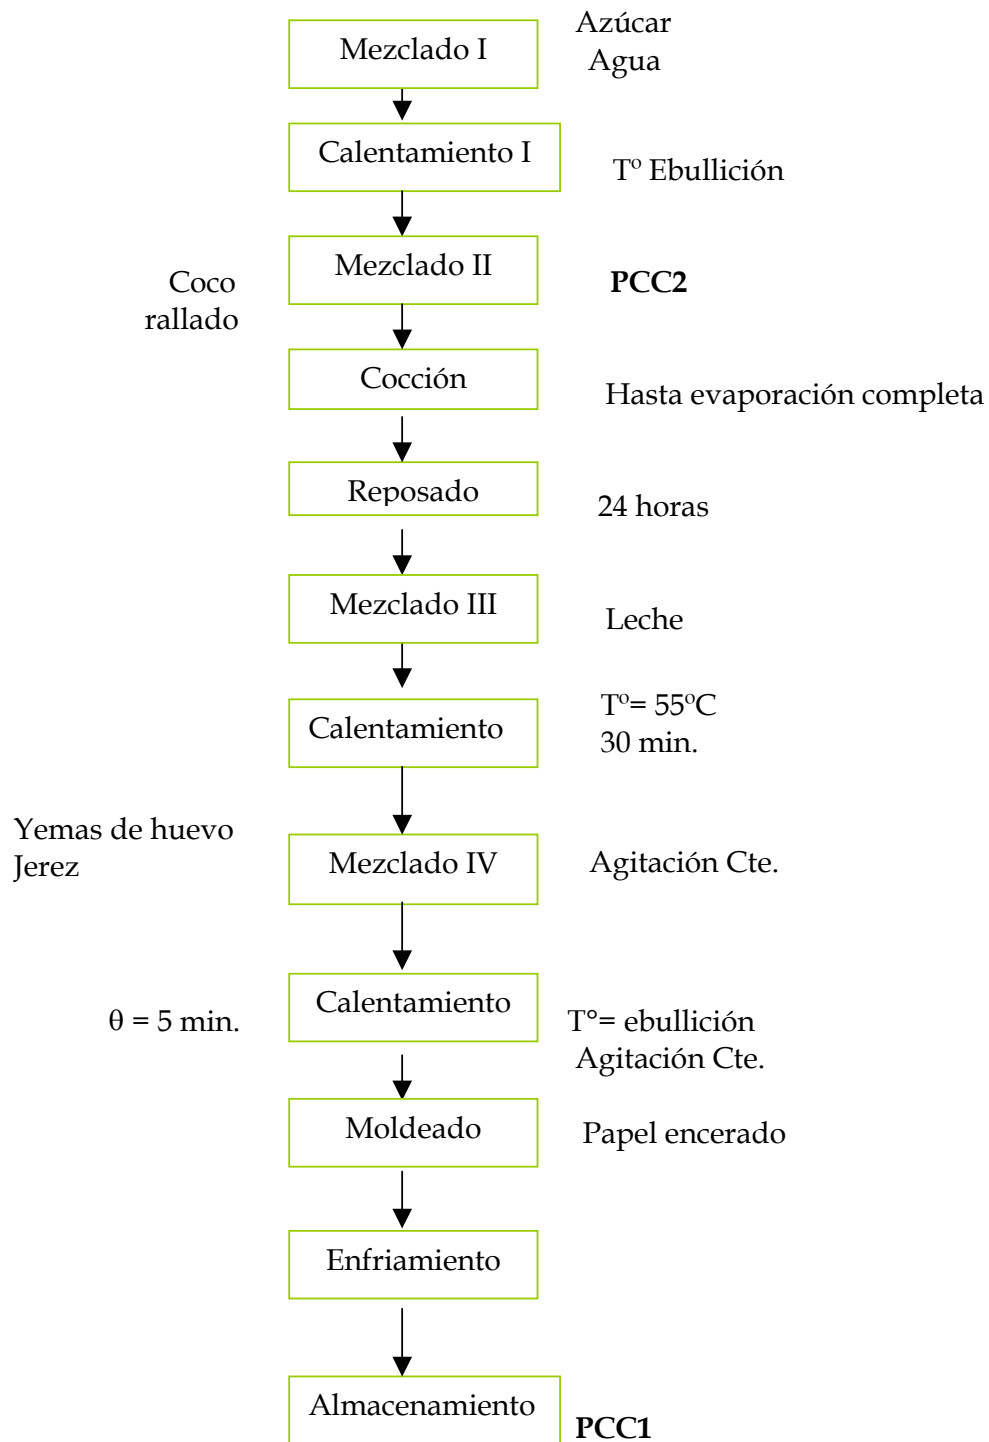 Mezclado I
Azúcar
Agua
Calentamiento I
Tº Ebullición
Mezclado II
Coco
rallado
PCC2
Cocción
Hasta evaporación completa
Reposado
24 horas
Mezclado III
Leche
Calentamiento
Tº= 55ºC
30 min.
Yemas de huevo
Jerez
Mezclado IV
Agitación Cte.
Calentamiento
θ = 5 min.
T°= ebullición
Agitación Cte.
Moldeado
Papel encerado
Enfriamiento
Almacenamiento
PCC1